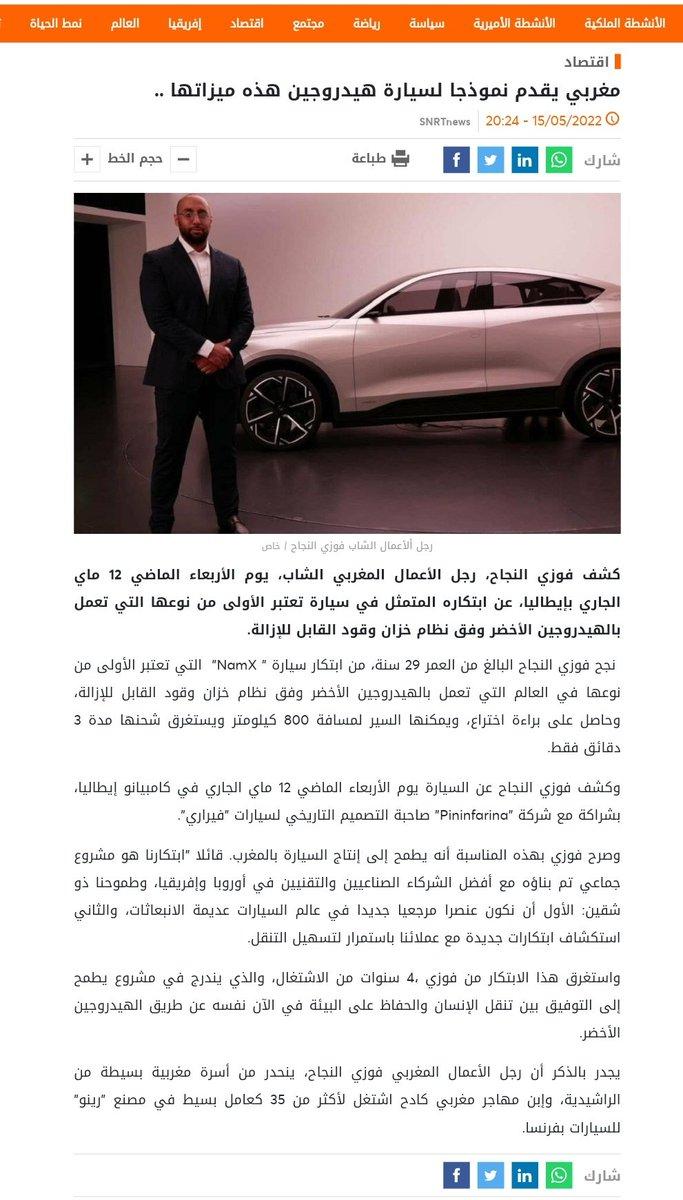 الأنشطة الملكية الأنشطة الأميرية سياسة رياضة مجتمع اقتصاد إفريقيا العالم نمط الحياة
اقتصاد
مغربي يقدم نموذجا لسيارة هيدروجين هذه ميزاتها ..
15/05/2022 - 20:24 SNRTnews
شارك طباعة حجم الخط
رجل ألأعمال الشاب فوزي النجاح / خاص
كشف فوزي النجاح، رجل الأعمال المغربي الشاب، يوم الأربعاء الماضي 12 ماي
الجاري بإيطاليا، عن ابتكاره المتمثل في سيارة تعتبر الأولى من نوعها التي تعمل
بالهيدروجين الأخضر وفق نظام خزان وقود القابل للإزالة.
نجح فوزي النجاح البالغ من العمر 29 سنة، من ابتكار سيارة " NamX" التي تعتبر الأولى من
نوعها في العالم التي تعمل بالهيدروجين الأخضر وفق نظام خزان وقود القابل للإزالة،
وحاصل على براءة اختراع، ويمكنها السير لمسافة 800 كيلومتر ويستغرق شحنها مدة 3
دقائق فقط.
وكشف فوزي النجاح عن السيارة يوم الأربعاء الماضي 12 ماي الجاري في كامبيانو إيطاليا،
بشراكة مع شركة "Pininfarina" صاحبة التصميم التاريخي لسيارات "فيراري".
وصرح فوزي بهذه المناسبة أنه يطمح إلى إنتاج السيارة بالمغرب. قائلا "ابتكارنا هو مشروع
جماعي تم بناؤه مع أفضل الشركاء الصناعيين والتقنيين في أوروبا وإفريقيا، وطموحنا ذو
شقين: الأول أن نكون عنصرا مرجعيا جديدا في عالم السيارات عديمة الانبعاثات، والثاني
استكشاف ابتكارات جديدة مع عملائنا باستمرار لتسهيل التنقل.
واستغرق هذا الابتكار من فوزي ،4 سنوات من الاشتغال، والذي يندرج في مشروع يطمح
إلى التوفيق بين تنقل الإنسان والحفاظ على البيئة في الآن نفسه عن طريق الهيدروجين
الأخضر.
يجدر بالذكر أن رجل الأعمال المغربي فوزي النجاح، ينحدر من أسرة مغربية بسيطة من
الراشيدية، وإبن مهاجر مغربي كادح اشتغل لأكثر من 35 كعامل بسيط في مصنع "رينو"
للسيارات بفرنسا.
شارك